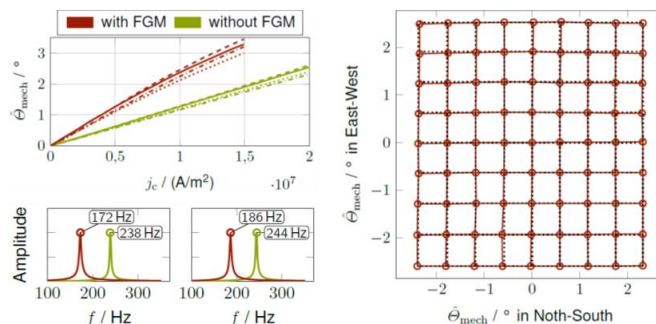 with FGM without FGM
3
2
1
0
Θ̂mech / °
0 0,5 1 1,5 2
jc / (A/m²) ·10⁷
172 Hz
238 Hz
186 Hz
244 Hz
Amplitude
100 200 300 100 200 300
f / Hz f / Hz
2
1
0
−1
−2
Θ̂mech / ° in East-West
−2 −1 0 1 2
Θ̂mech / ° in Noth-South